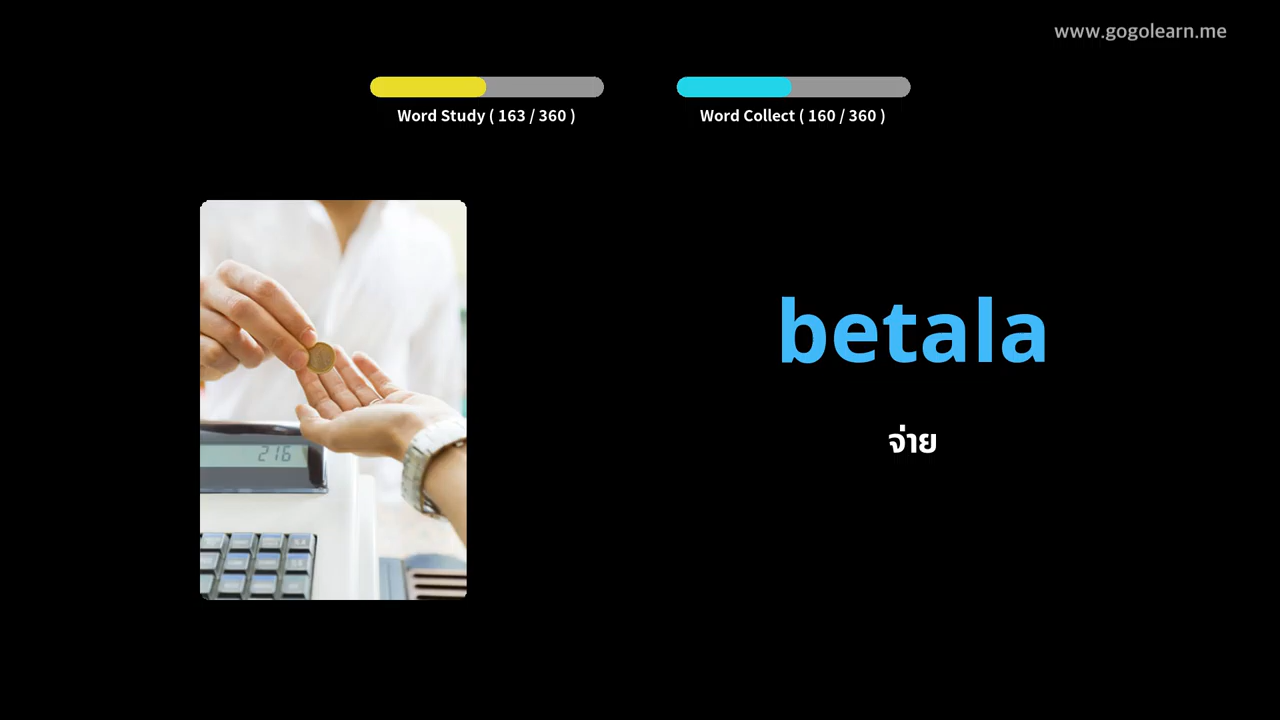 www.gogolearn.me
Word Study ( 163 / 360 )
Word Collect ( 160 / 360 )
betala
จ่าย
216